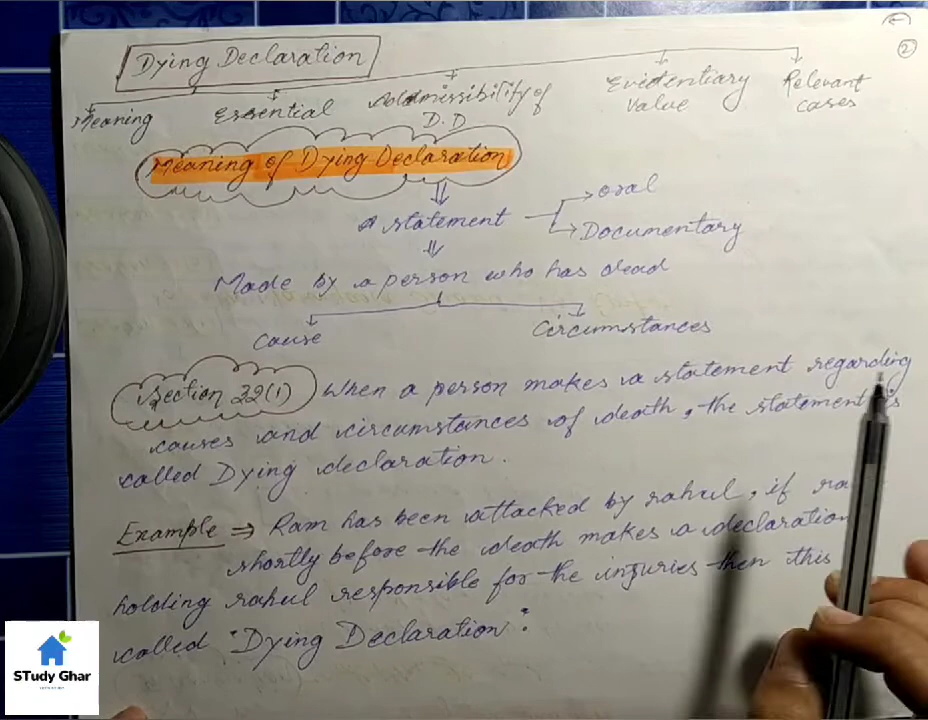 2
Dying Declaration
Meaning
Essential
Addmissibility of
D.D
Evidentiary
value
Relevant
cases
Meaning of Dying Declaration
A statement
oral
Documentary
Made by a person who has dead
Cause
Circumstances
Section 22(1) When a person makes a statement regarding
causes and circumstances of death, the statement is
called Dying declaration.
Example ⇒ Ram has been attacked by rahul, if
shortly before the death makes a declaration
holding rahul responsible for the injuries then this
called "Dying Declaration".
STudy Ghar